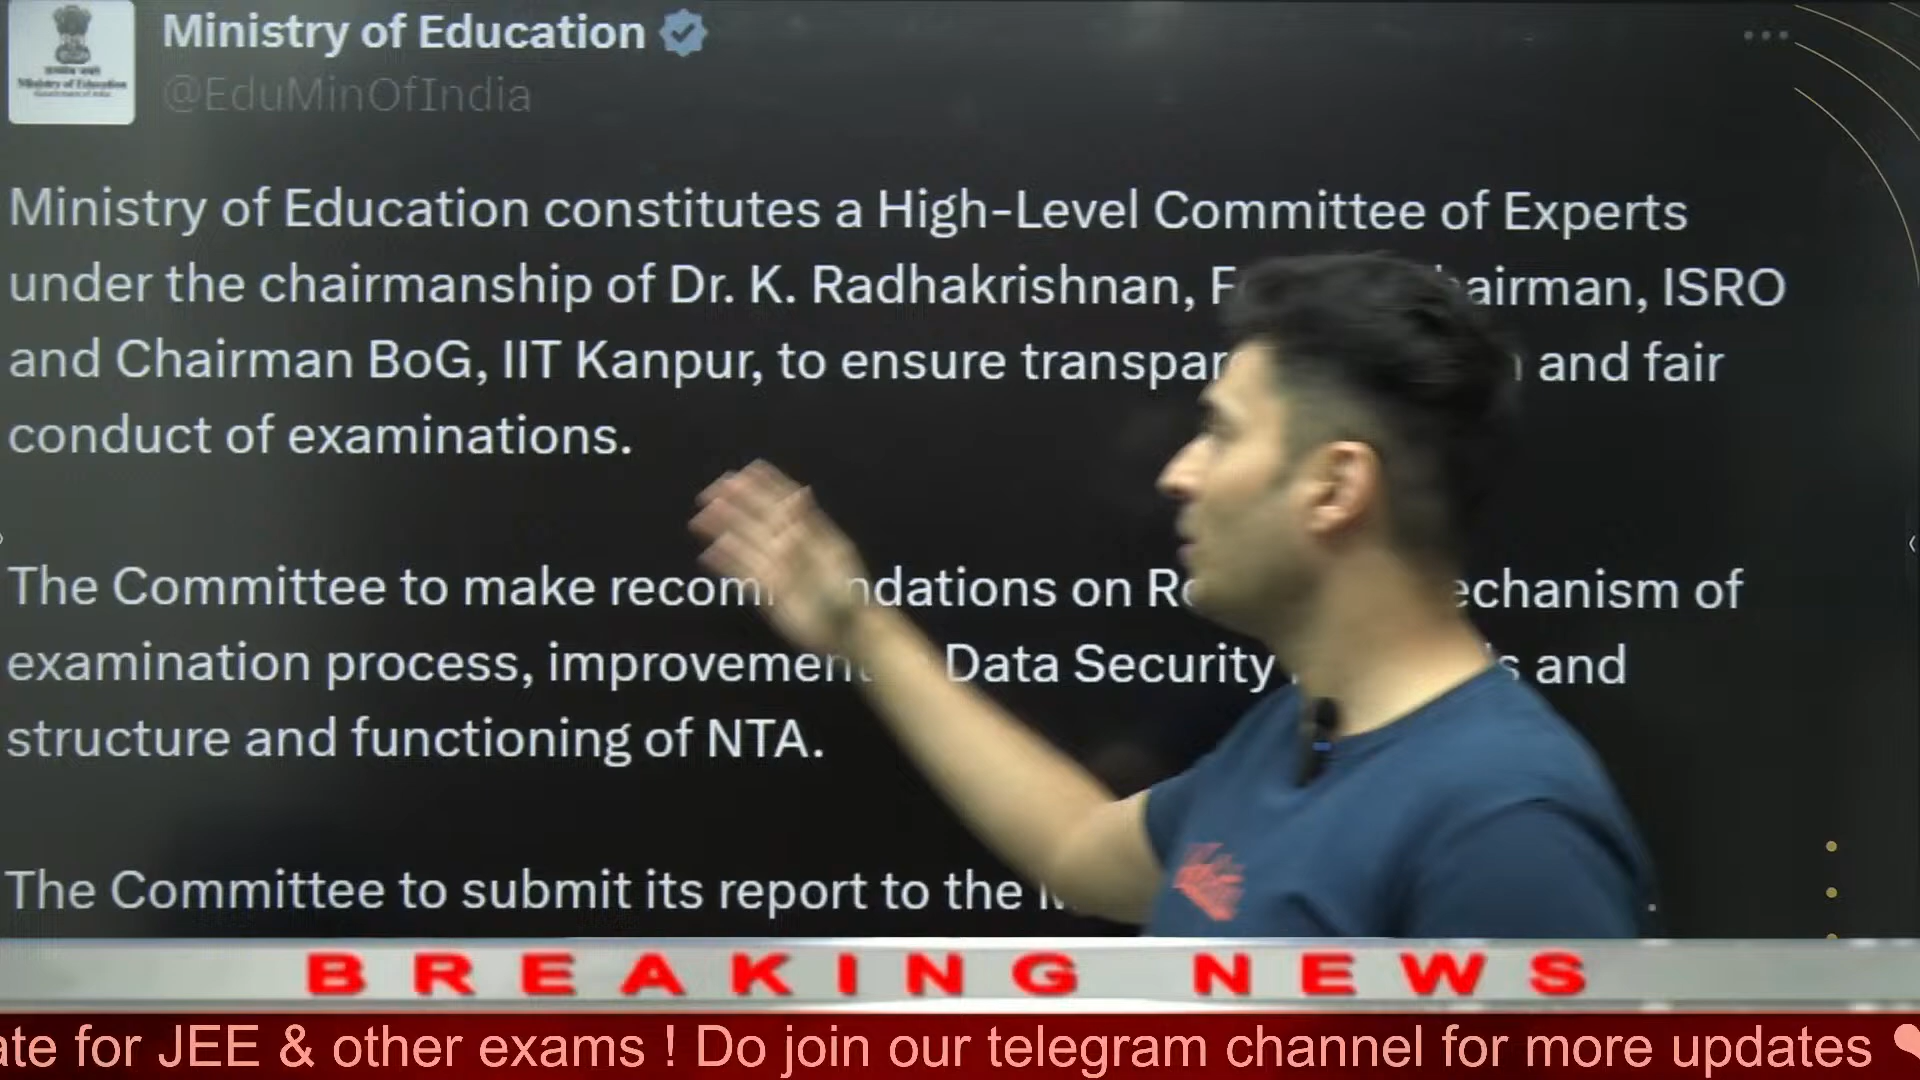 Ministry of Education
@EduMinOfIndia
Ministry of Education
Ministry of Education constitutes a High-Level Committee of Experts
under the chairmanship of Dr. K. Radhakrishnan, airman, ISRO
and Chairman BoG, IIT Kanpur, to ensure transpar and fair
conduct of examinations.
The Committee to make recom ndations on echanism of
examination process, improvemen Data Security and
structure and functioning of NTA.
The Committee to submit its report to the
BREAKING NEWS
ate for JEE & other exams ! Do join our telegram channel for more updates